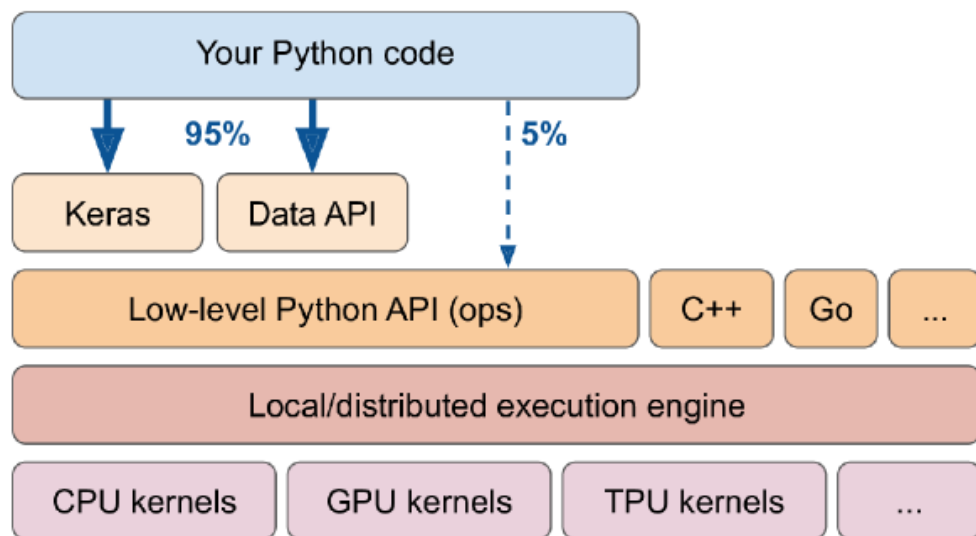 Your Python code
95%
5%
Keras
Data API
Low-level Python API (ops)
C++
Go
...
Local/distributed execution engine
CPU kernels
GPU kernels
TPU kernels
...